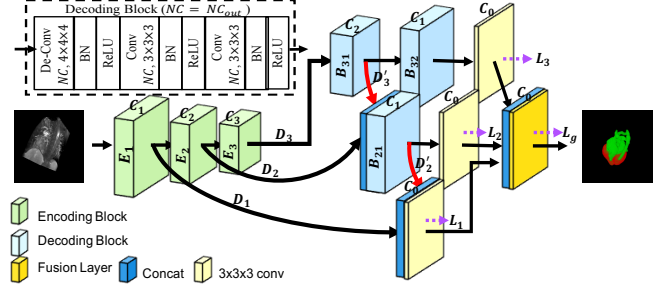 Decoding Block (NC = NC_out)
De-Conv NC, 4×4×4
BN
ReLU
Conv NC, 3×3×3
BN
ReLU
Conv NC, 3×3×3
BN
ReLU
C_2
B_31
C_1
B_32
C_0
L_3
D'_3
C_1
E_1
C_2
E_2
C_3
E_3
D_3
D_2
D_1
C_1
B_21
C_0
L_2
D'_2
C_0
L_1
C_0
L_g
Encoding Block
Decoding Block
Fusion Layer
Concat
3x3x3 conv